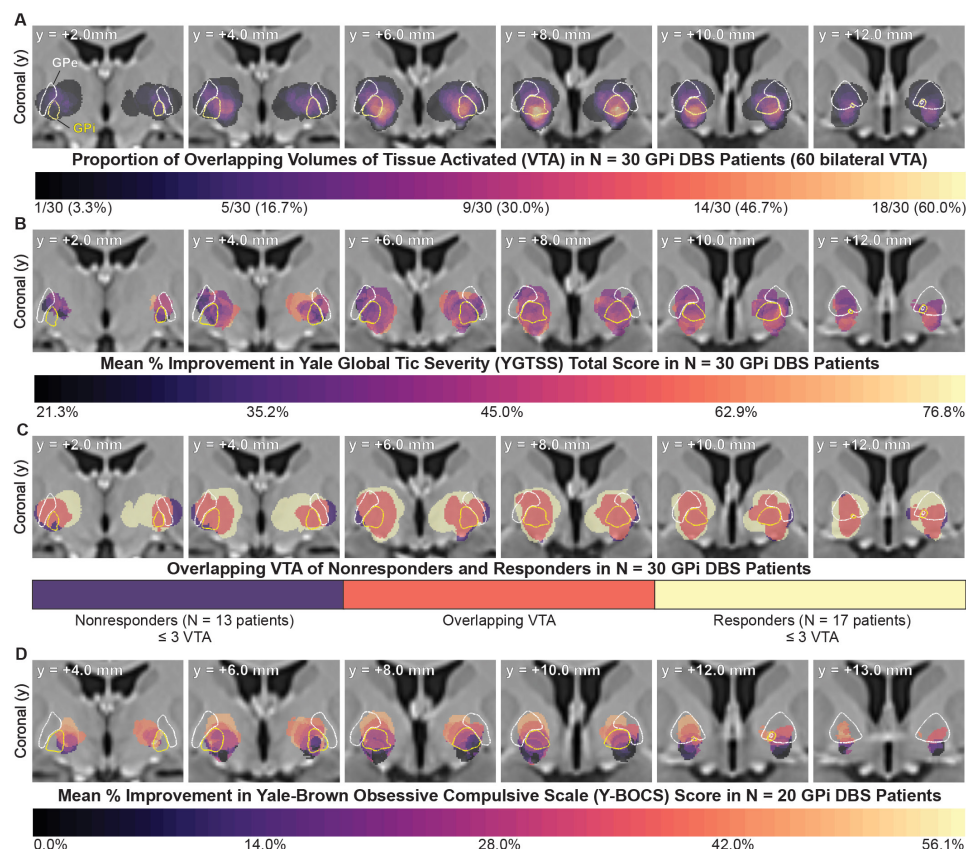 A
Coronal (y)
y = +2.0mm
y = +4.0 mm
y = +6.0 mm
y = +8.0 mm
y = +10.0 mm
y = +12.0 mm
GPe
GPi
Proportion of Overlapping Volumes of Tissue Activated (VTA) in N = 30 GPi DBS Patients (60 bilateral VTA)
1/30 (3.3%) 5/30 (16.7%) 9/30 (30.0%) 14/30 (46.7%) 18/30 (60.0%)
B
Coronal (y)
y = +2.0 mm
y = +4.0 mm
y = +6.0 mm
y = +8.0 mm
y = +10.0 mm
y = +12.0 mm
Mean % Improvement in Yale Global Tic Severity (YGTSS) Total Score in N = 30 GPi DBS Patients
21.3% 35.2% 45.0% 62.9% 76.8%
C
Coronal (y)
y = +2.0 mm
y = +4.0 mm
y = +6.0 mm
y = +8.0 mm
y = +10.0 mm
y = +12.0 mm
Overlapping VTA of Nonresponders and Responders in N = 30 GPi DBS Patients
Nonresponders (N = 13 patients)
≤ 3 VTA
Overlapping VTA
Responders (N = 17 patients)
≤ 3 VTA
D
Coronal (y)
y = +4.0 mm
y = +6.0 mm
y = +8.0 mm
y = +10.0 mm
y = +12.0 mm
y = +13.0 mm
Mean % Improvement in Yale-Brown Obsessive Compulsive Scale (Y-BOCS) Score in N = 20 GPi DBS Patients
0.0% 14.0% 28.0% 42.0% 56.1%